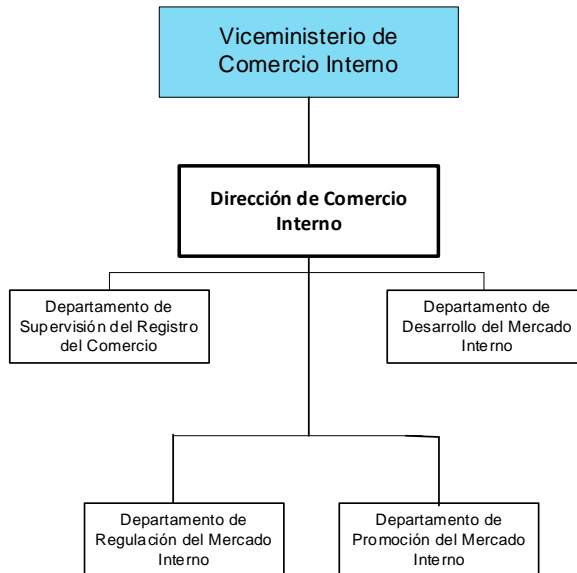 Viceministerio de
Comercio Interno
Dirección de Comercio
Interno
Departamento de
Supervisión del Registro
del Comercio
Departamento de
Desarrollo del Mercado
Interno
Departamento de
Regulación del Mercado
Interno
Departamento de
Promoción del Mercado
Interno